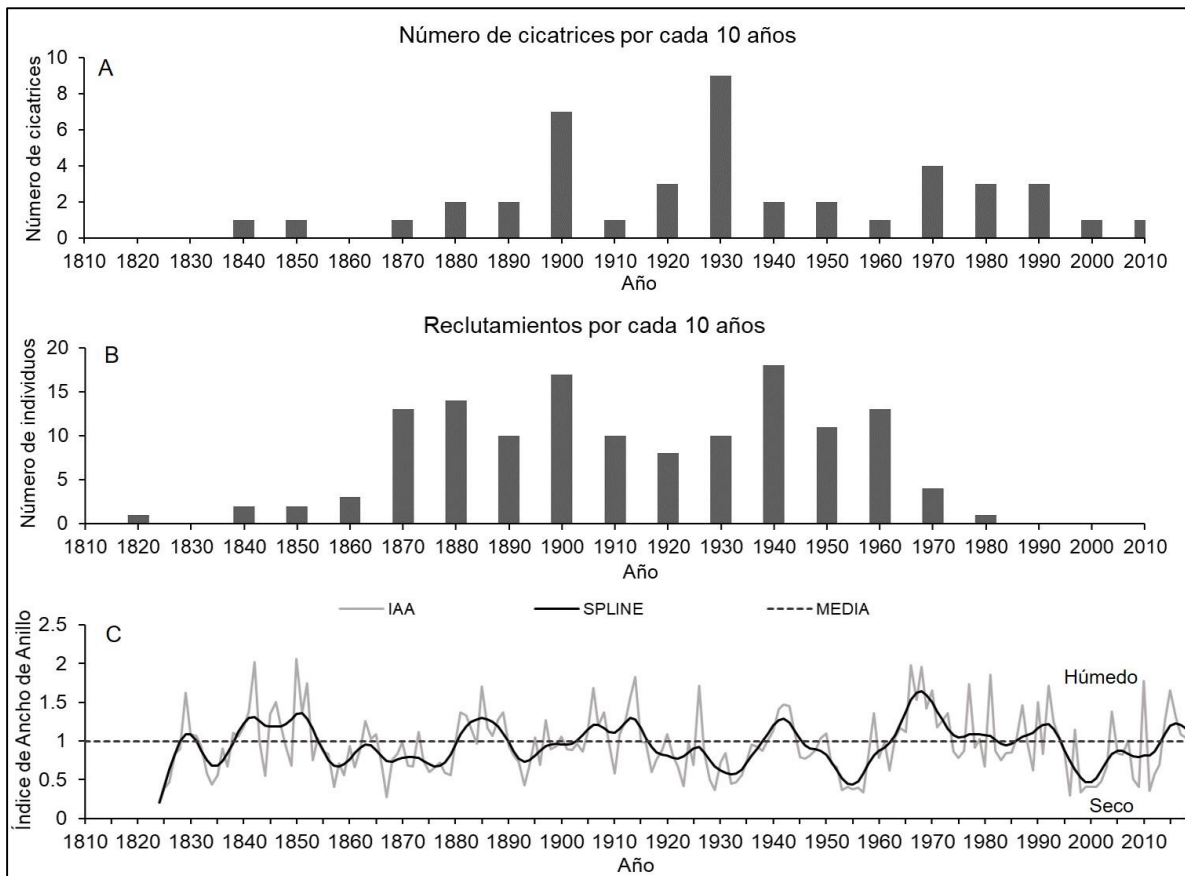 Número de cicatrices por cada 10 años
A
Número de cicatrices
10
8
6
4
2
0
1810 1820 1830 1840 1850 1860 1870 1880 1890 1900 1910 1920 1930 1940 1950 1960 1970 1980 1990 2000 2010
Año
Reclutamientos por cada 10 años
B
Número de individuos
20
15
10
5
0
1810 1820 1830 1840 1850 1860 1870 1880 1890 1900 1910 1920 1930 1940 1950 1960 1970 1980 1990 2000 2010
Año
IAA SPLINE MEDIA
C
Índice de Ancho de Anillo
2.5
2
1.5
1
0.5
0
Húmedo
Seco
1810 1820 1830 1840 1850 1860 1870 1880 1890 1900 1910 1920 1930 1940 1950 1960 1970 1980 1990 2000 2010
Año